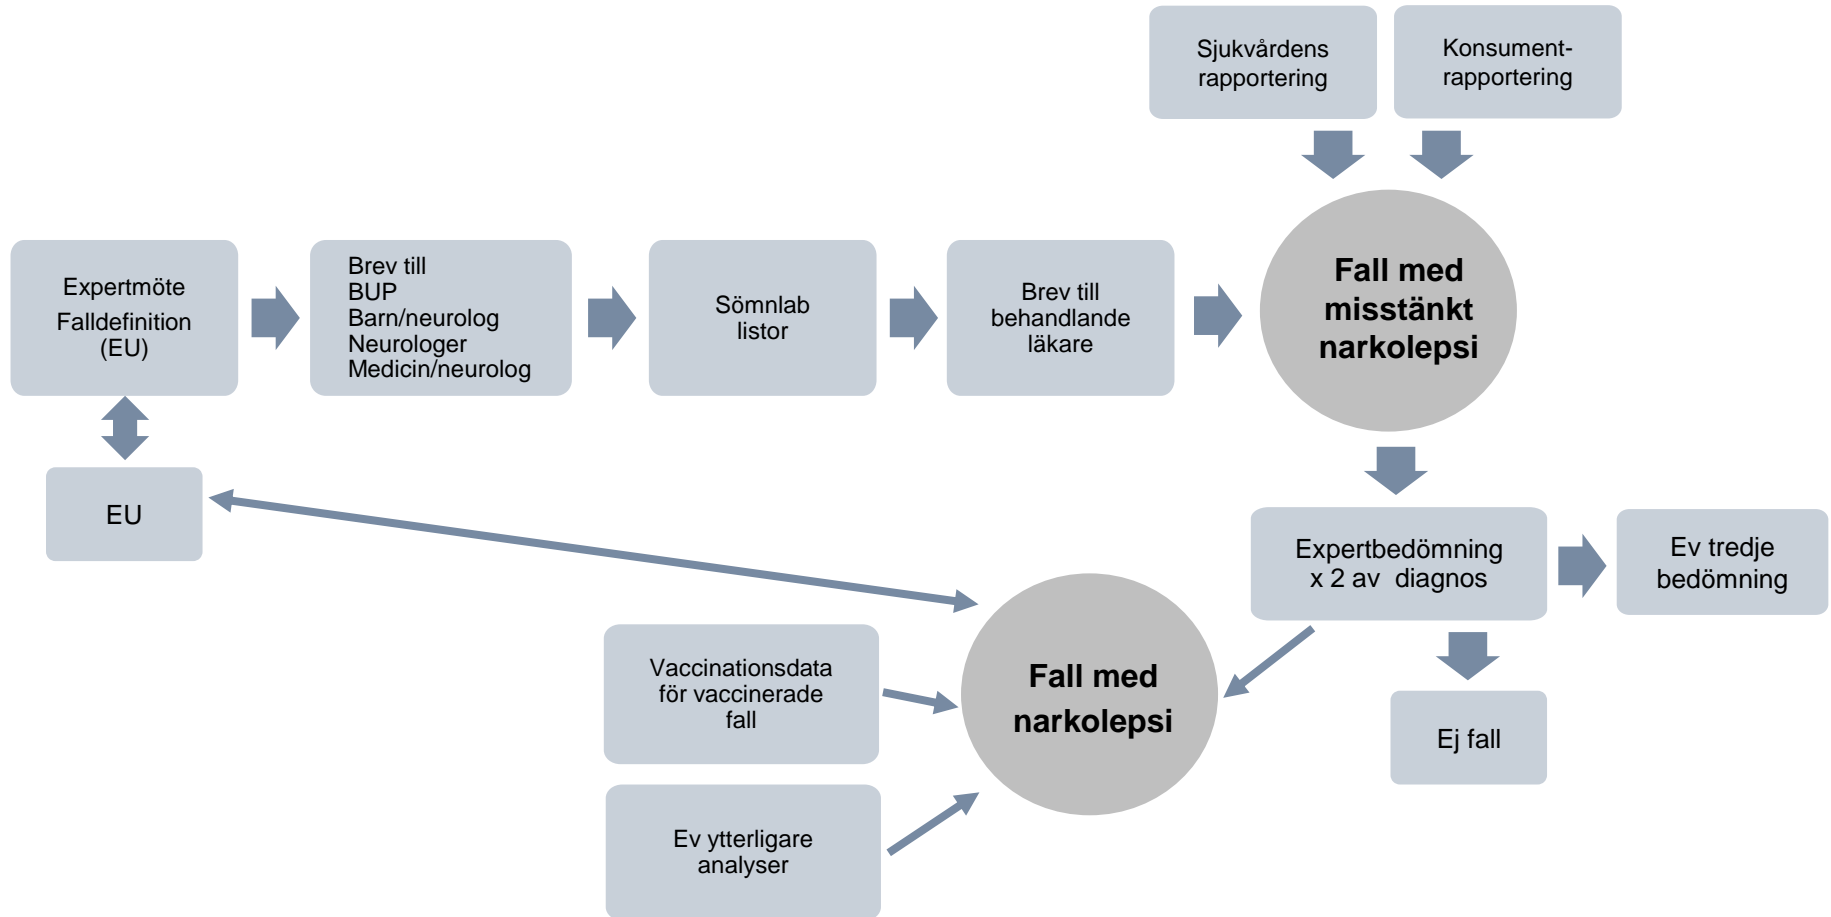 Sjukvårdens
rapportering
Konsument-
rapportering
Expertmöte
Falldefinition
(EU)
Brev till
BUP
Barn/neurolog
Neurologer
Medicin/neurolog
Sömnlab
listor
Brev till
behandlande
läkare
Fall med
misstänkt
narkolepsi
EU
Expertbedömning
x 2 av diagnos
Ev tredje
bedömning
Vaccinationsdata
för vaccinerade
fall
Fall med
narkolepsi
Ej fall
Ev ytterligare
analyser